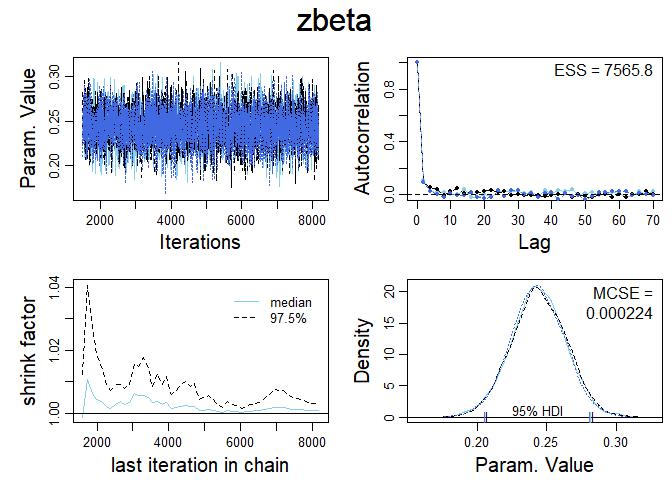 zbeta
Param. Value
0.20 0.25 0.30
2000 4000 6000 8000
Iterations
Autocorrelation
0.0 0.4 0.8
ESS = 7565.8
0 10 20 30 40 50 60 70
Lag
shrink factor
1.00 1.02 1.04
median
97.5%
2000 4000 6000 8000
last iteration in chain
Density
0 5 10 15 20
MCSE =
0.000224
95% HDI
0.20 0.25 0.30
Param. Value